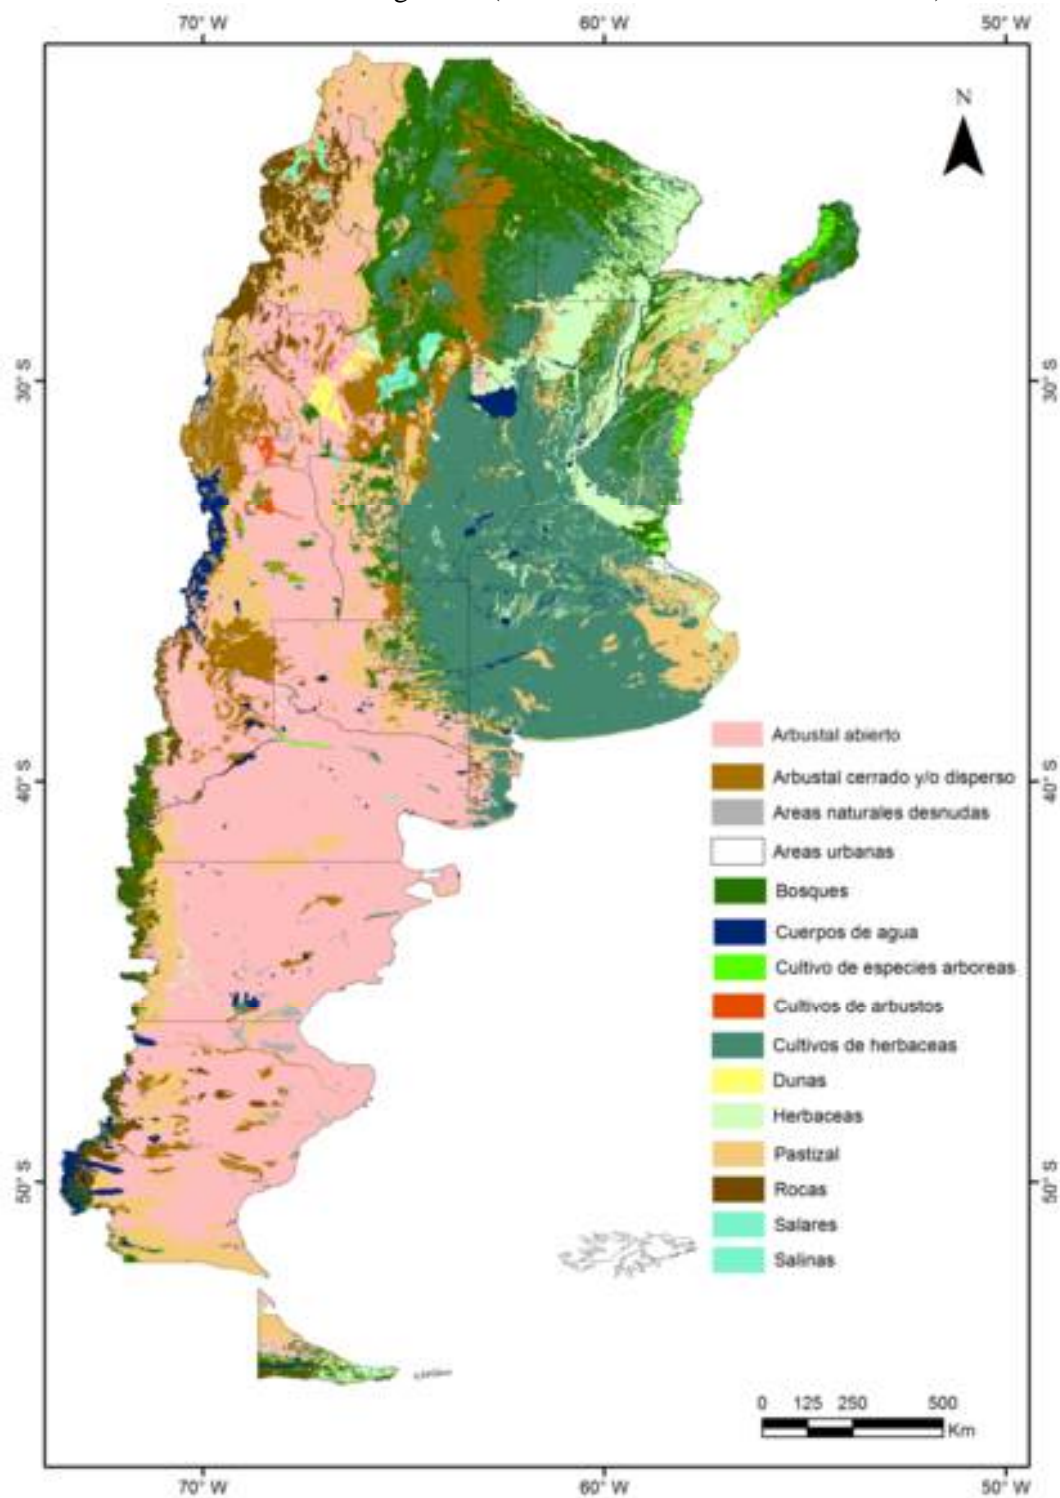 70° W 60° W 50° W
N
30° S 30° S
40° S 40° S
50° S 50° S
Arbustal abierto
Arbustal cerrado y/o disperso
Areas naturales desnudas
Areas urbanas
Bosques
Cuerpos de agua
Cultivo de especies arboreas
Cultivos de arbustos
Cultivos de herbaceas
Dunas
Herbaceas
Pastizal
Rocas
Salares
Salinas
0 125 250 500
Km
70° W 60° W 50° W